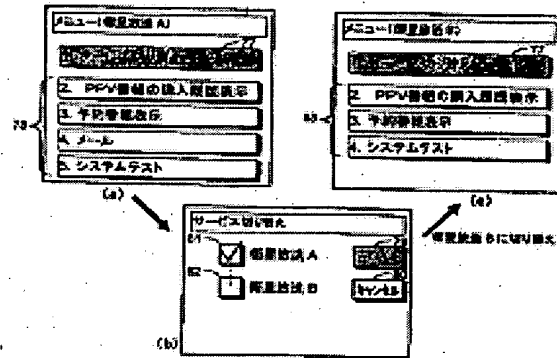 メニュー(衛星放送A)
77
2. PPV番組の購入履歴表示
3. 予約番組表示
4. メール
5. システムテスト
(a)
メニュー(衛星放送B)
77
2. PPV番組の購入履歴表示
3. 予約番組表示
4. システムテスト
(c)
衛星放送Bに切り替え
サービス切り替え
81
衛星放送A
82
衛星放送B
キャンセル
(b)